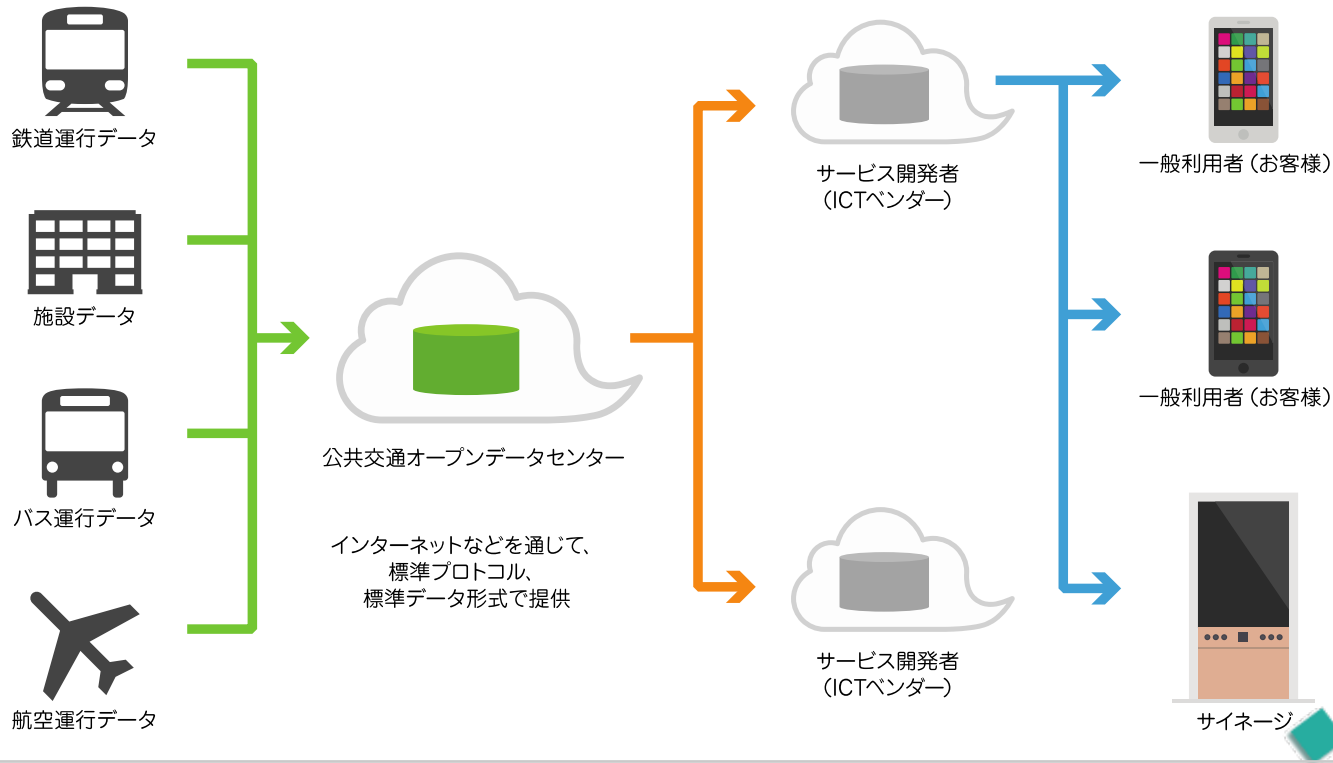 鉄道運行データ
施設データ
バス運行データ
航空運行データ
公共交通オープンデータセンター
インターネットなどを通じて、
標準プロトコル、
標準データ形式で提供
サービス開発者
（ICTベンダー）
サービス開発者
（ICTベンダー）
一般利用者（お客様）
一般利用者（お客様）
サイネージ